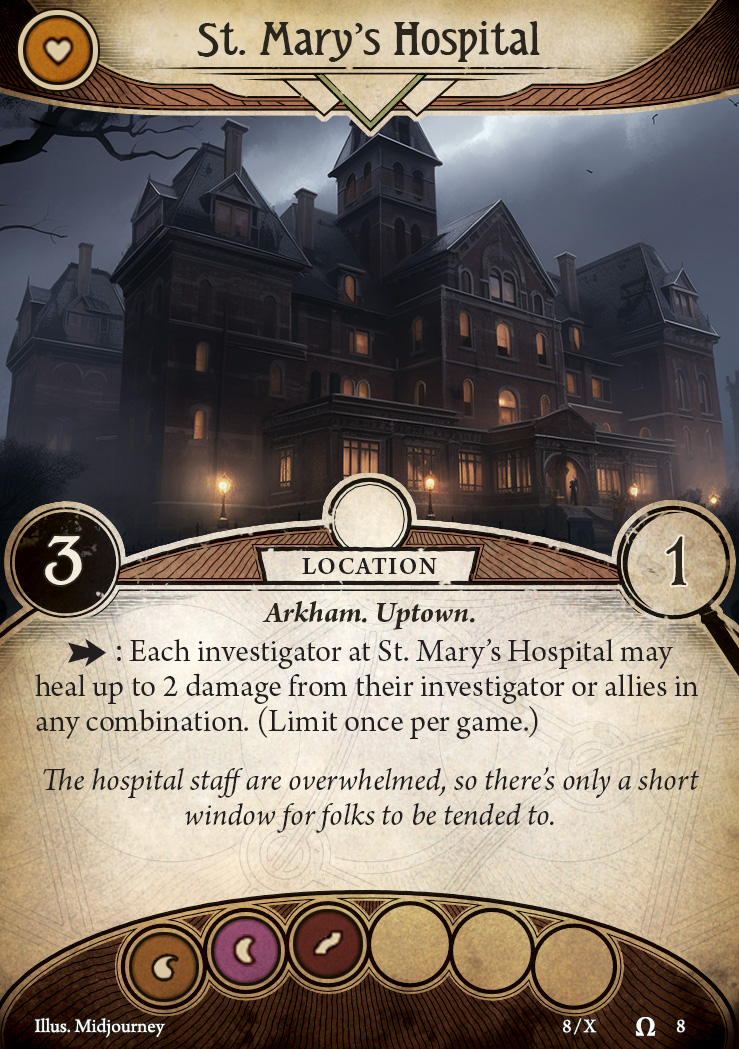 St. Mary's Hospital
3
1
LOCATION
Arkham. Uptown.
: Each investigator at St. Mary's Hospital may
heal up to 2 damage from their investigator or allies in
any combination. (Limit once per game.)
The hospital staff are overwhelmed, so there's only a short
window for folks to be tended to.
Illus. Midjourney
8/X
Ω
8